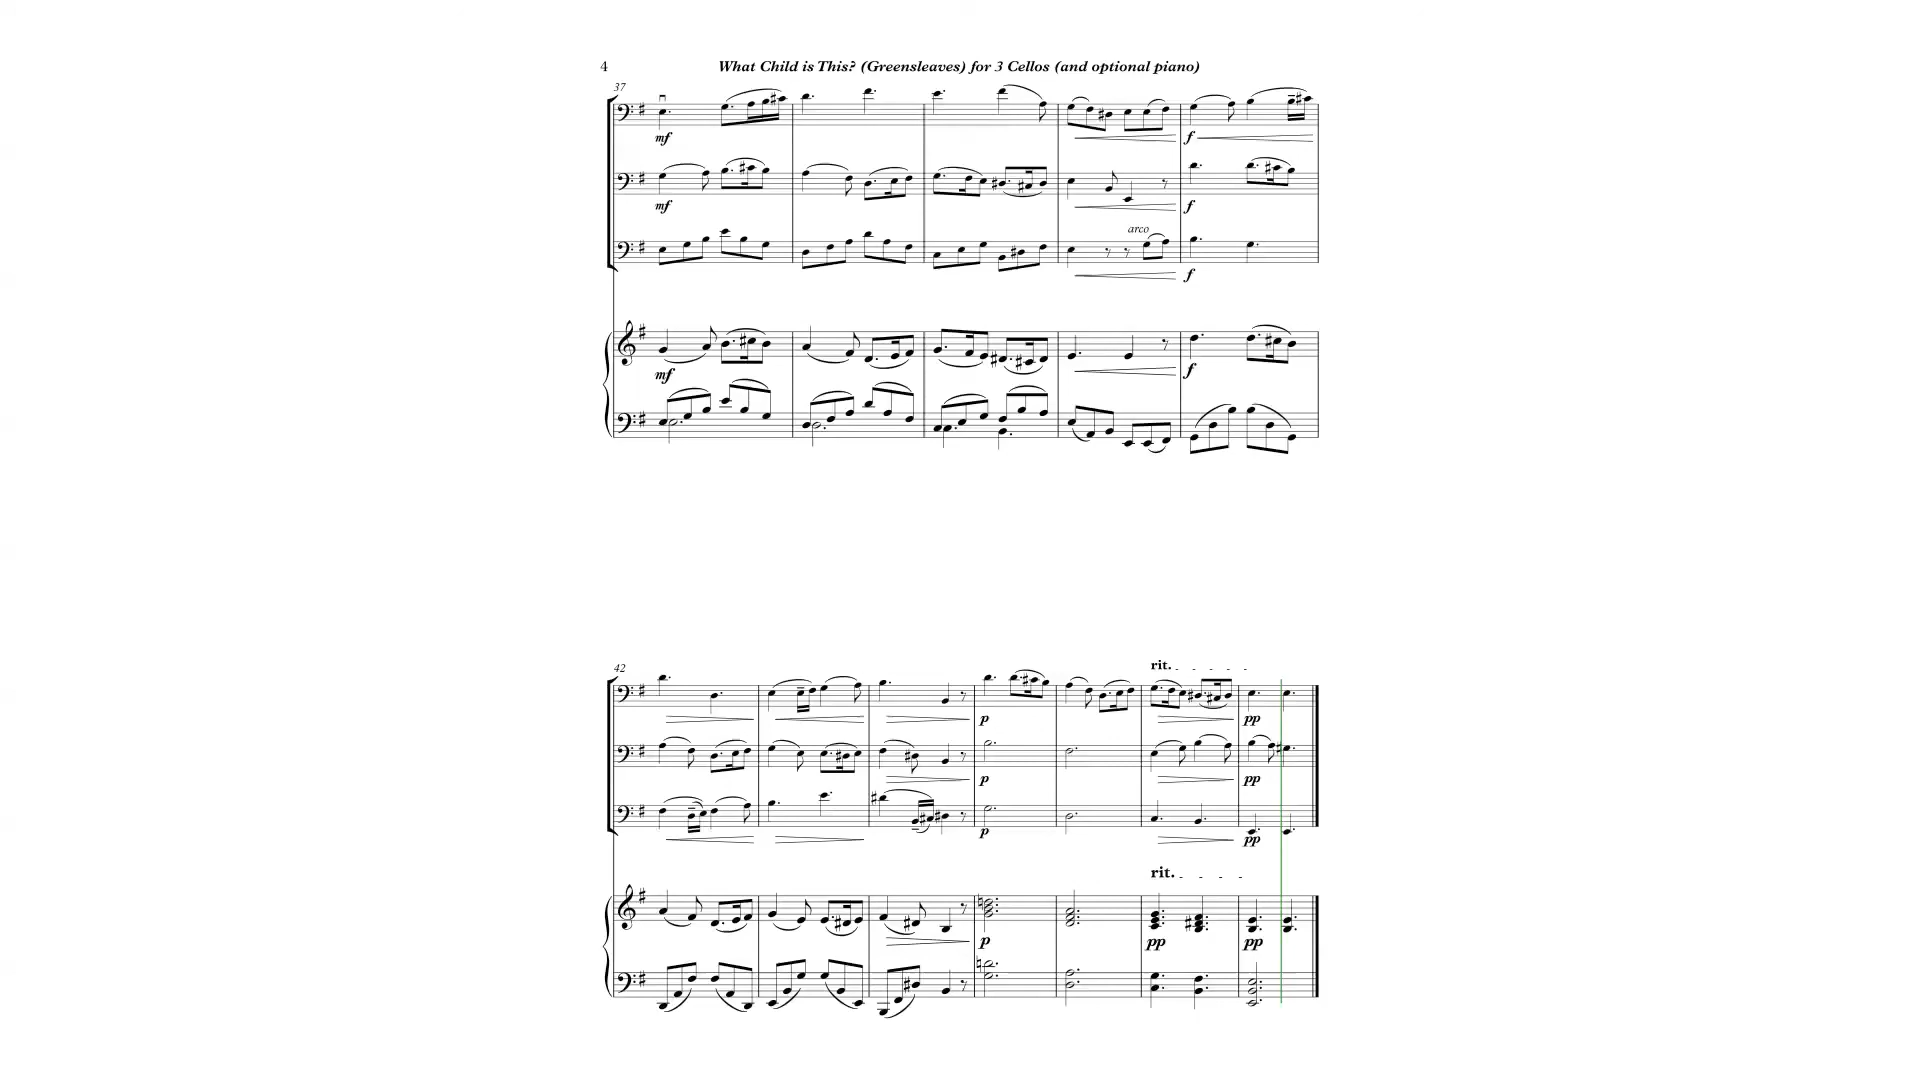 4 What Child is This? (Greensleaves) for 3 Cellos (and optional piano)
37
mf f
mf f
arco
f
mf f
42
rit.
p pp
p pp
p pp
rit.
p pp pp